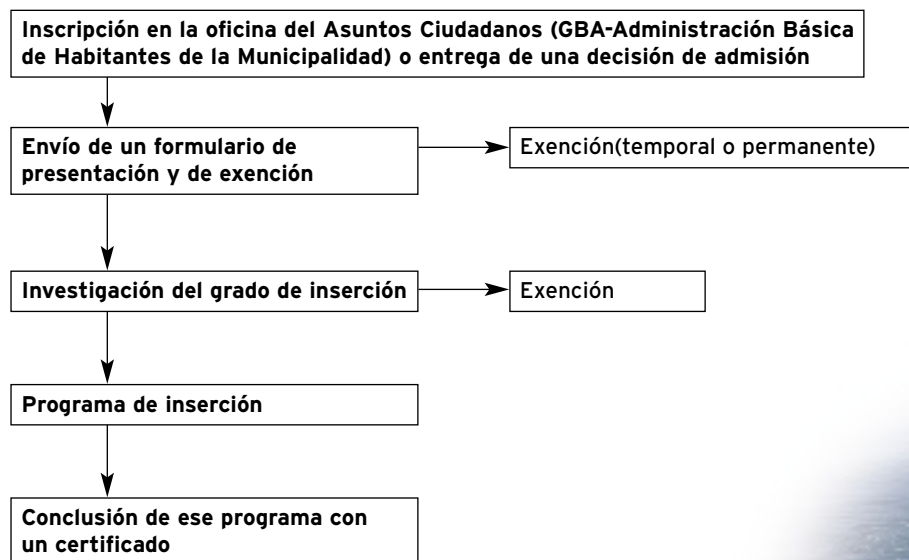 Inscripción en la oficina del Asuntos Ciudadanos (GBA-Administración Básica
de Habitantes de la Municipalidad) o entrega de una decisión de admisión
Envío de un formulario de
presentación y de exención
Exención(temporal o permanente)
Investigación del grado de inserción
Exención
Programa de inserción
Conclusión de ese programa con
un certificado